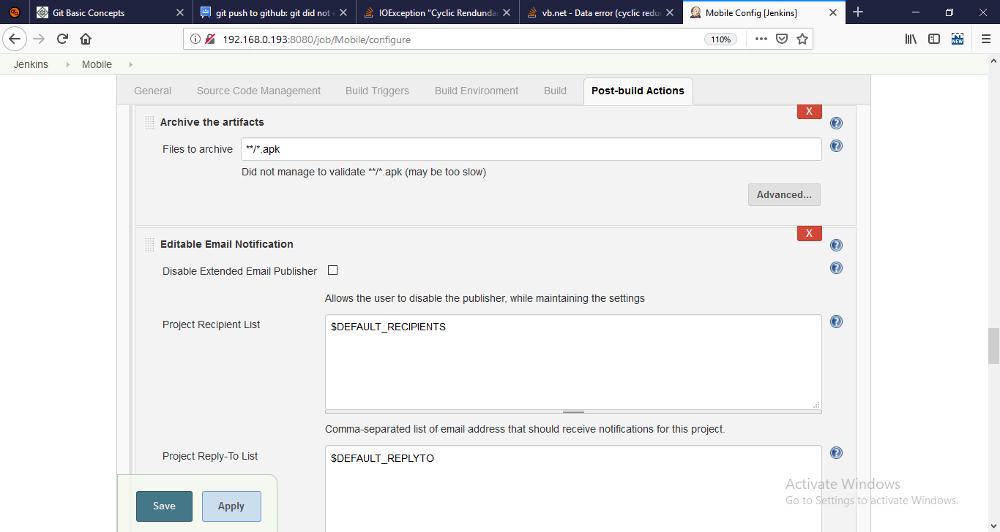 Git Basic Concepts
git push to github: git did not e
IOException "Cyclic Rendundan
vb.net - Data error (cyclic redun
Mobile Config [Jenkins]
192.168.0.193:8080/job/Mobile/configure
110%
NEW
Jenkins
Mobile
General
Source Code Management
Build Triggers
Build Environment
Build
Post-build Actions
Archive the artifacts
X
?
Files to archive
**/*.apk
?
Did not manage to validate **/*.apk (may be too slow)
Advanced...
Editable Email Notification
X
?
Disable Extended Email Publisher
?
Allows the user to disable the publisher, while maintaining the settings
Project Recipient List
$DEFAULT_RECIPIENTS
?
Comma-separated list of email address that should receive notifications for this project.
Project Reply-To List
$DEFAULT_REPLYTO
?
Save
Apply
Activate Windows
Go to Settings to activate Windows.